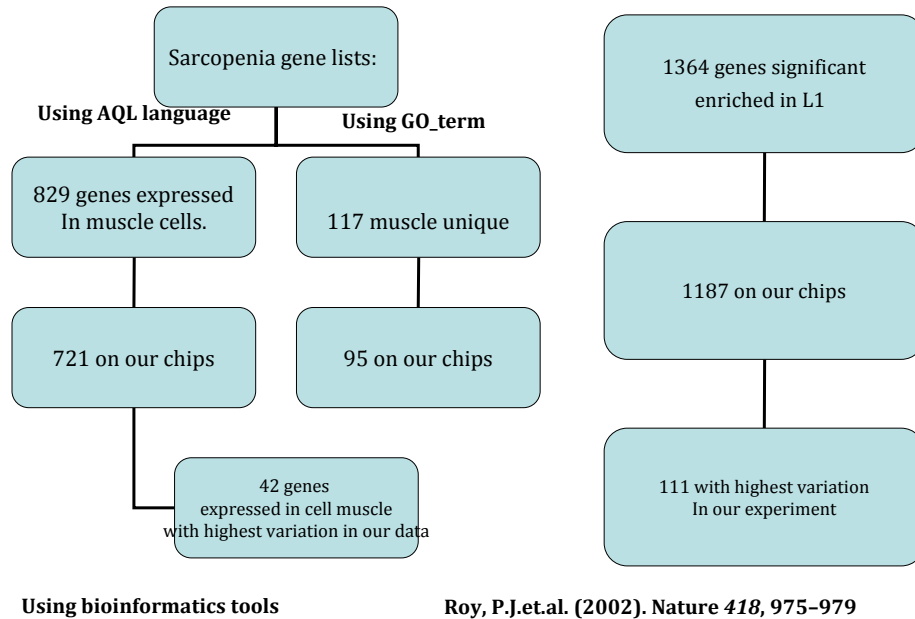 Sarcopenia gene lists:
Using AQL language
Using GO_term
829 genes expressed
In muscle cells.
117 muscle unique
721 on our chips
95 on our chips
42 genes
expressed in cell muscle
with highest variation in our data
Using bioinformatics tools
1364 genes significant
enriched in L1
1187 on our chips
111 with highest variation
In our experiment
Roy, P.J.et.al. (2002). Nature 418, 975–979